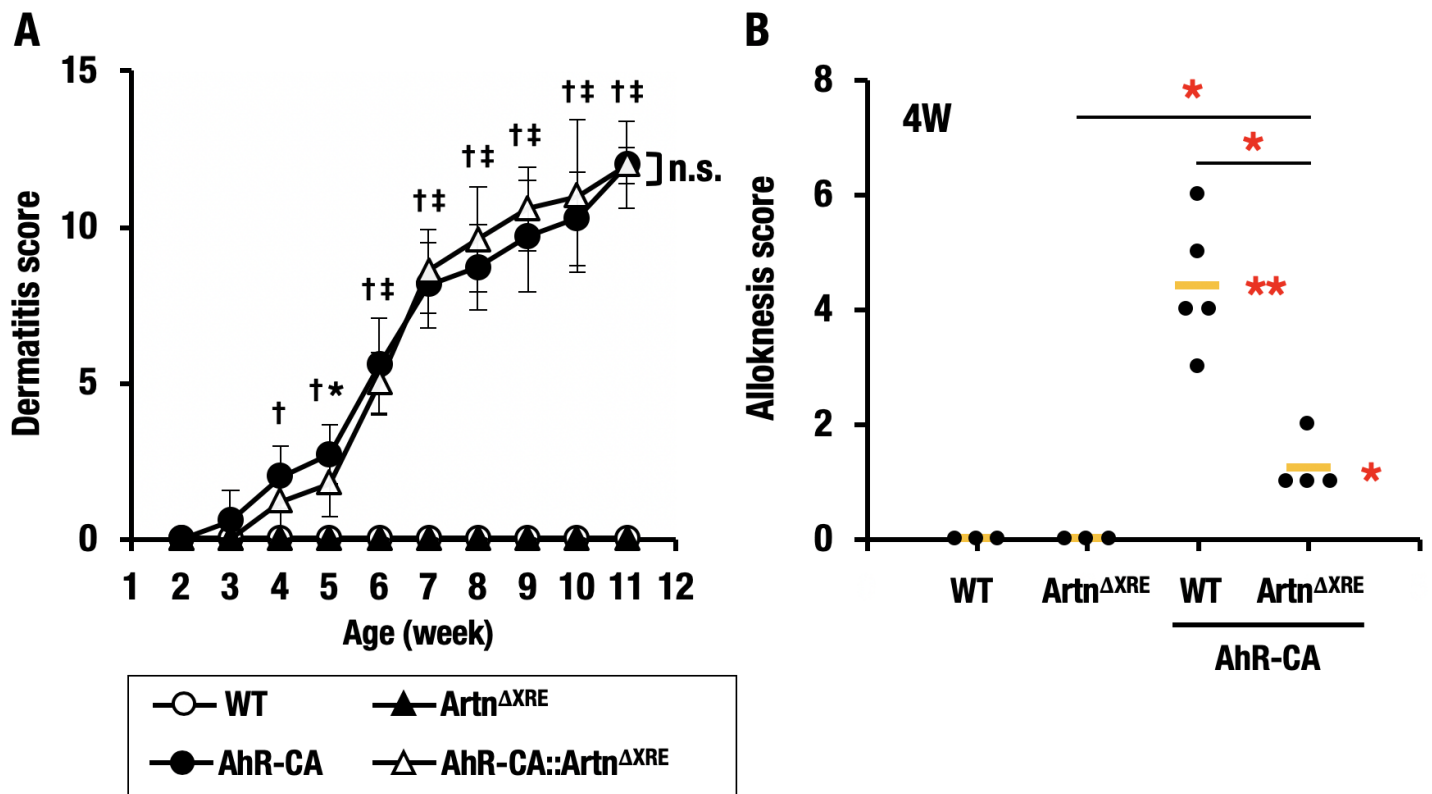 A
15
10
5
0
Dermatitis score
†
†*
†‡
†‡
†‡
†‡
†‡
†‡
n.s.
1 2 3 4 5 6 7 8 9 10 11 12
Age (week)
WT
Artn^ΔXRE
AhR-CA
AhR-CA::Artn^ΔXRE
B
8
6
4
2
0
Alloknesis score
4W
*
*
**
*
WT Artn^ΔXRE WT Artn^ΔXRE
AhR-CA